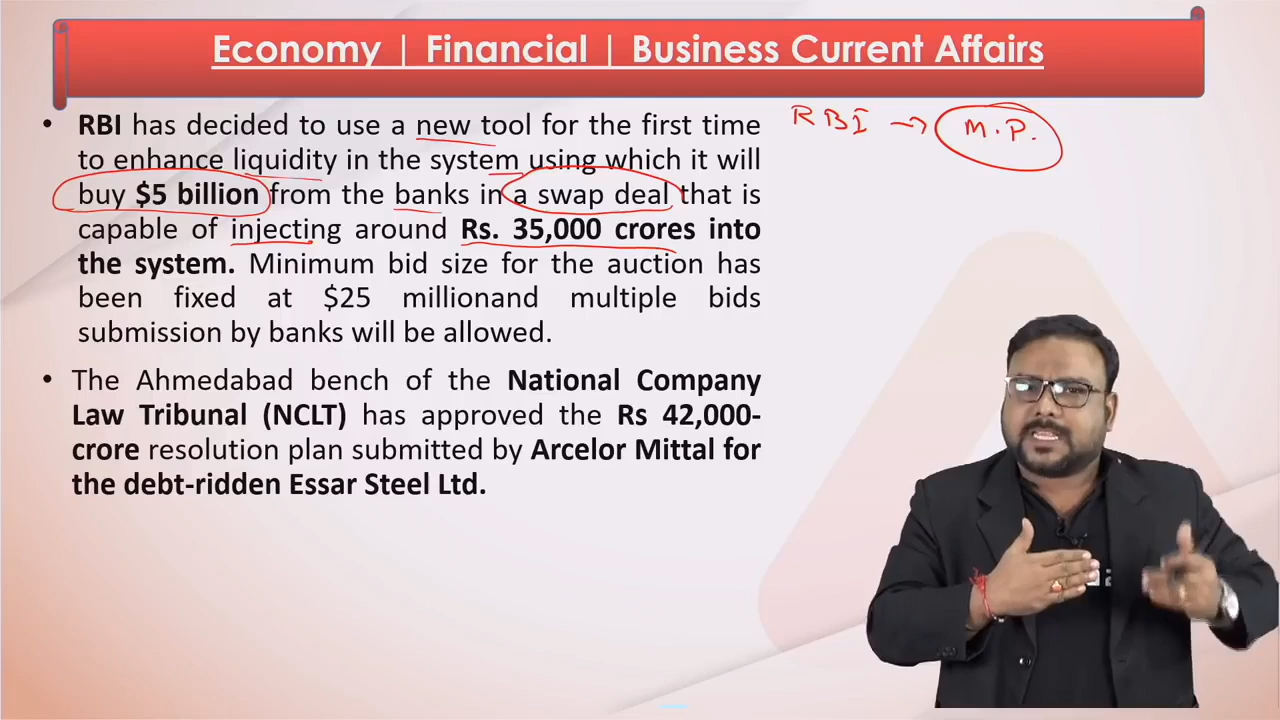 Economy | Financial | Business Current Affairs
• RBI has decided to use a new tool for the first time
to enhance liquidity in the system using which it will
buy $5 billion from the banks in a swap deal that is
capable of injecting around Rs. 35,000 crores into
the system. Minimum bid size for the auction has
been fixed at $25 millionand multiple bids
submission by banks will be allowed.
• The Ahmedabad bench of the National Company
Law Tribunal (NCLT) has approved the Rs 42,000-
crore resolution plan submitted by Arcelor Mittal for
the debt-ridden Essar Steel Ltd.
RBI → M.P.